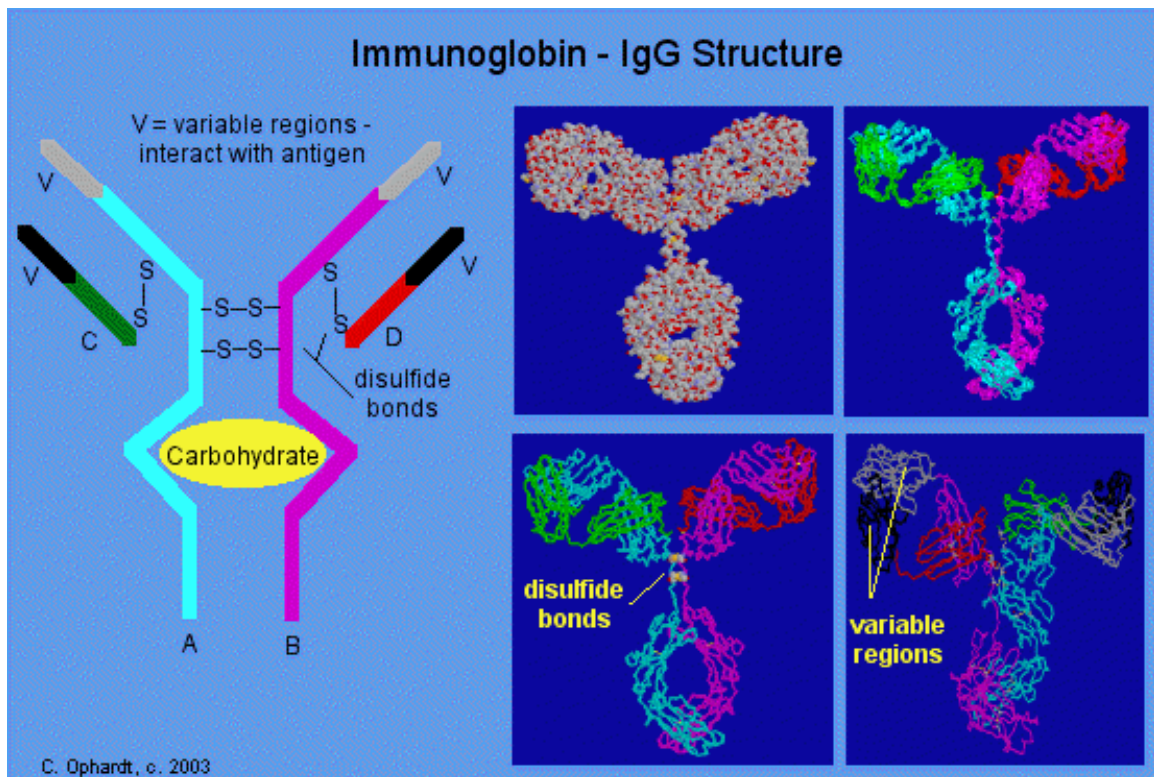 Immunoglobin - IgG Structure
V = variable regions -
interact with antigen
V
V
V
V
S
S
S
S
-S-S-
-S-S-
C
D
disulfide
bonds
Carbohydrate
A
B
disulfide
bonds
variable
regions
C. Ophardt, c. 2003